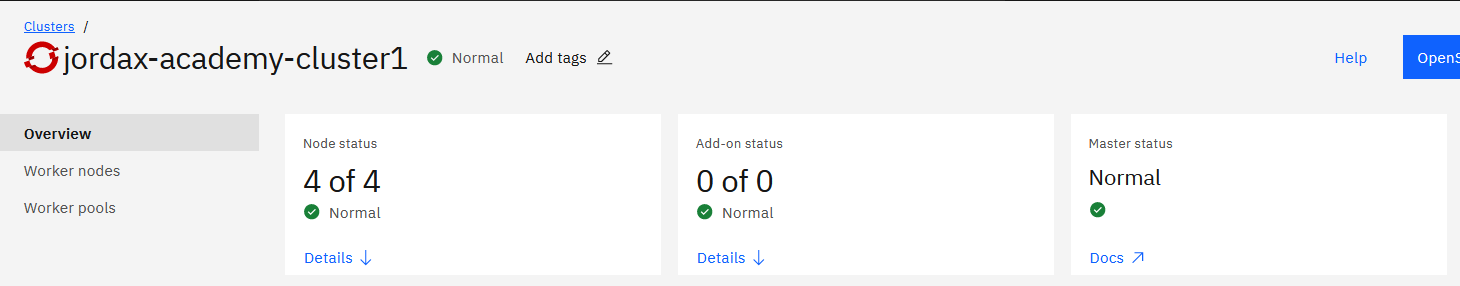 Clusters /
jordax-academy-cluster1 Normal Add tags Help OpenS
Overview
Worker nodes
Worker pools
Node status
4 of 4
Normal
Details
Add-on status
0 of 0
Normal
Details
Master status
Normal
Docs